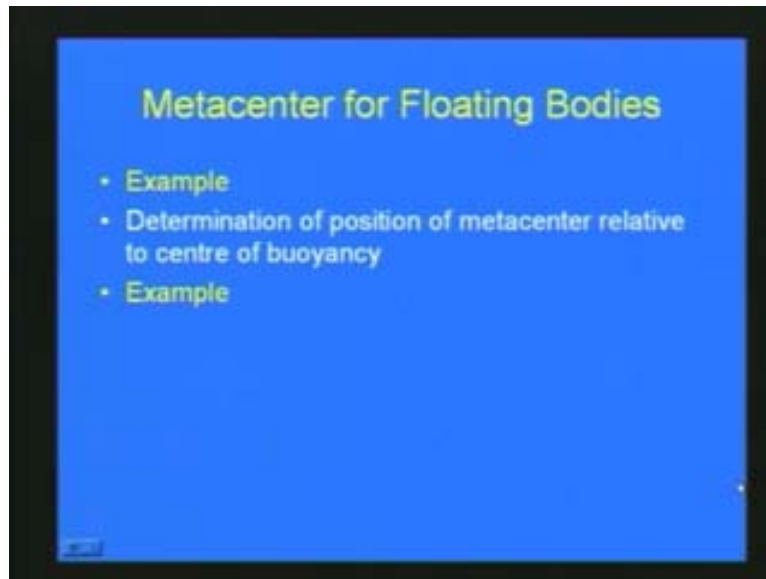 Metacenter for Floating Bodies
• Example
• Determination of position of metacenter relative
to centre of buoyancy
• Example